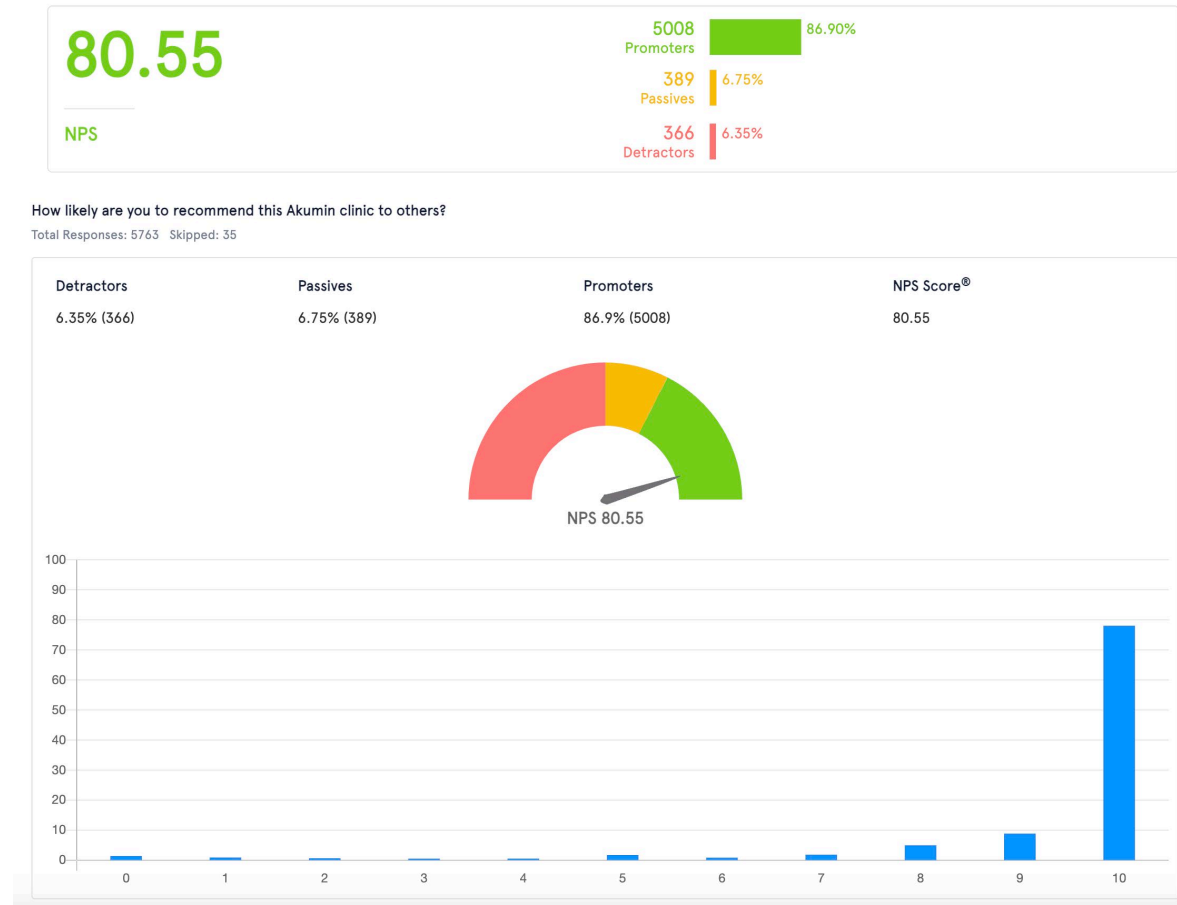 80.55
NPS
5008 86.90%
Promoters
389 6.75%
Passives
366 6.35%
Detractors
How likely are you to recommend this Akumin clinic to others?
Total Responses: 5763 Skipped: 35
Detractors Passives Promoters NPS Score®
6.35% (366) 6.75% (389) 86.9% (5008) 80.55
NPS 80.55
100
90
80
70
60
50
40
30
20
10
0
0 1 2 3 4 5 6 7 8 9 10